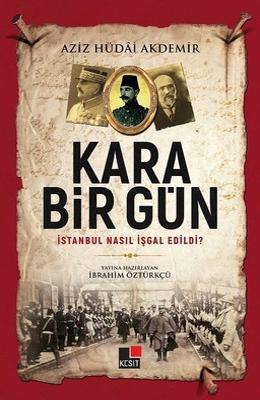 AZİZ HÜDÂİ AKDEMİR
KARA
BİR GÜN
İSTANBUL NASIL İŞGAL EDİLDİ?
YAYINA HAZIRLAYAN
İBRAHİM ÖZTÜRKÇÜ
KESİT